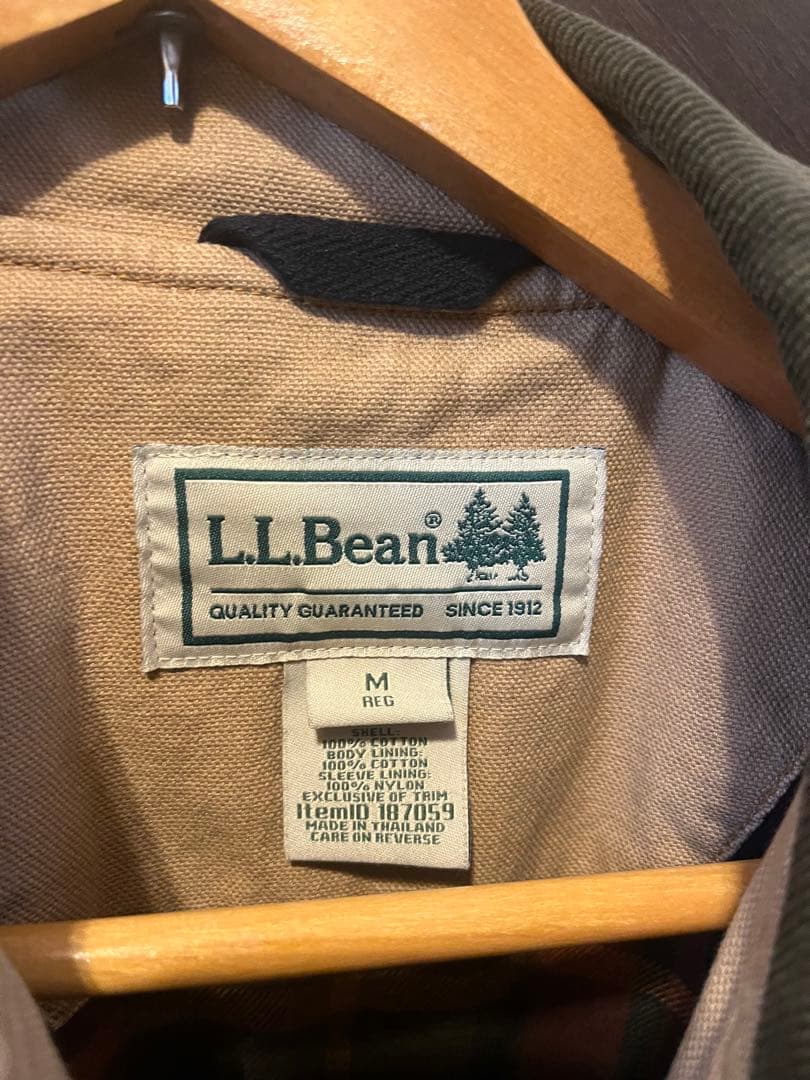 L.L.Bean®
QUALITY GUARANTEED SINCE 1912
M
REG
SHELL:
100% COTTON
BODY LINING:
100% COTTON
SLEEVE LINING:
100% NYLON
EXCLUSIVE OF TRIM
ItemID 187059
MADE IN THAILAND
CARE ON REVERSE